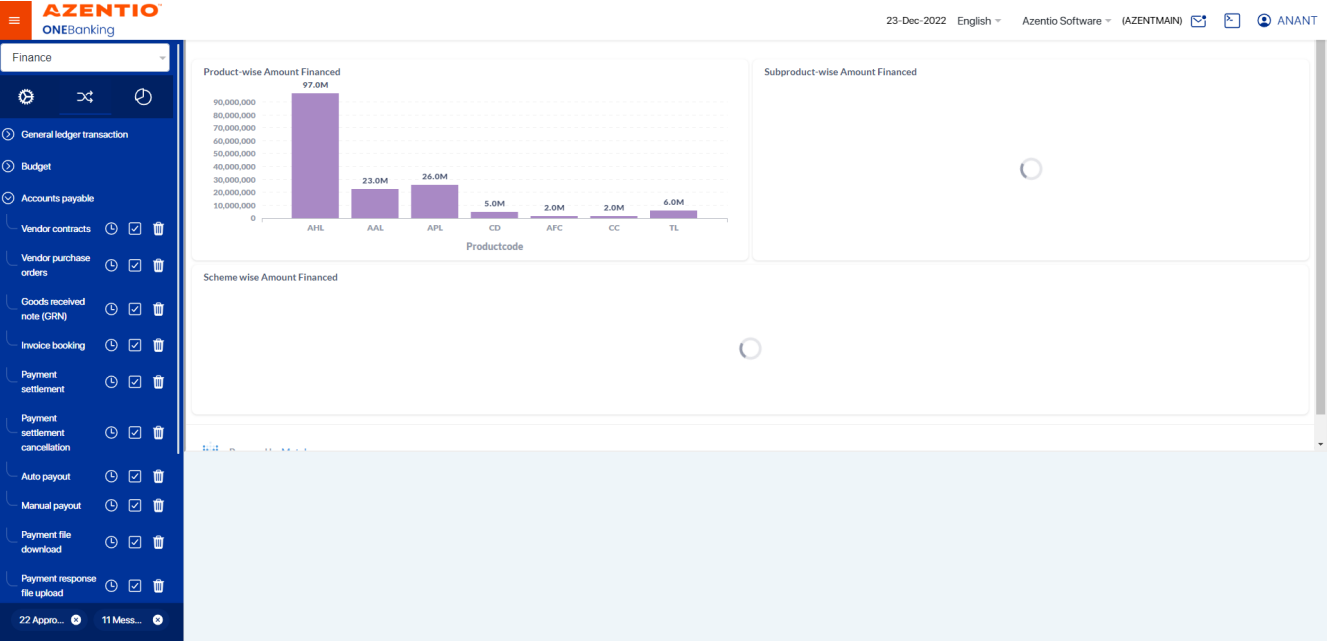 AZENTIO
ONEBanking
23-Dec-2022 English Azentio Software (AZENTMAIN) ANANT
Finance
General ledger transaction
Budget
Accounts payable
Vendor contracts
Vendor purchase
orders
Goods received
note (GRN)
Invoice booking
Payment
settlement
Payment
settlement
cancellation
Auto payout
Manual payout
Payment file
download
Payment response
file upload
22 Appro... 11 Mess...
Product-wise Amount Financed
97.0M
90,000,000
80,000,000
70,000,000
60,000,000
50,000,000
40,000,000
30,000,000
20,000,000
10,000,000
0
23.0M
26.0M
5.0M
2.0M
2.0M
6.0M
AHL AAL APL CD AFC CC TL
Productcode
Subproduct-wise Amount Financed
Scheme wise Amount Financed